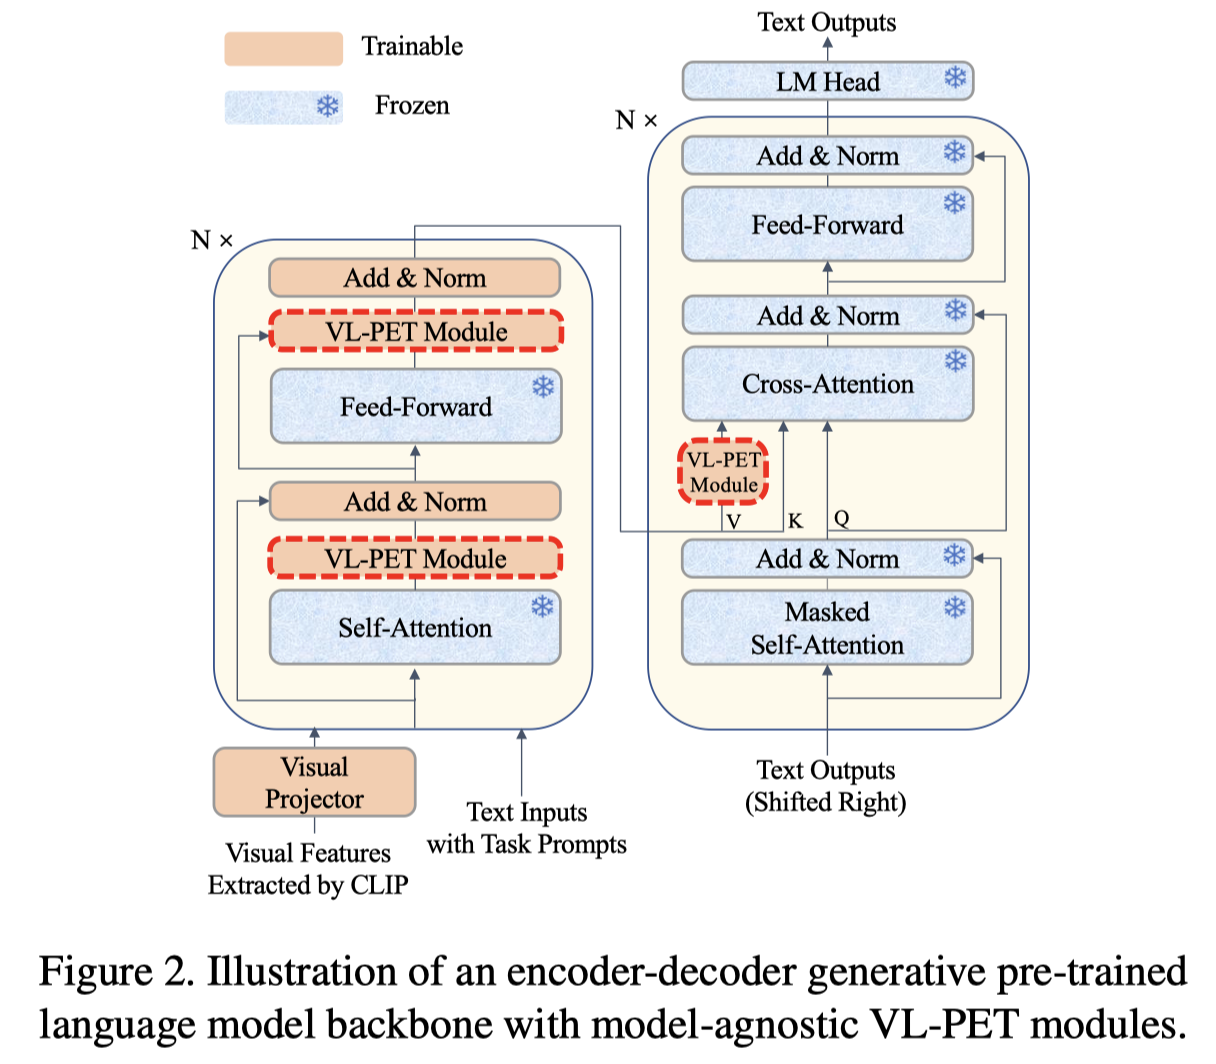 Trainable
Frozen
N ×
Add & Norm
VL-PET Module
Feed-Forward
Add & Norm
VL-PET Module
Self-Attention
Visual
Projector
Visual Features
Extracted by CLIP
Text Inputs
with Task Prompts
Text Outputs
LM Head
N ×
Add & Norm
Feed-Forward
Add & Norm
Cross-Attention
VL-PET
Module
V
K
Q
Add & Norm
Masked
Self-Attention
Text Outputs
(Shifted Right)
Figure 2. Illustration of an encoder-decoder generative pre-trained
language model backbone with model-agnostic VL-PET modules.